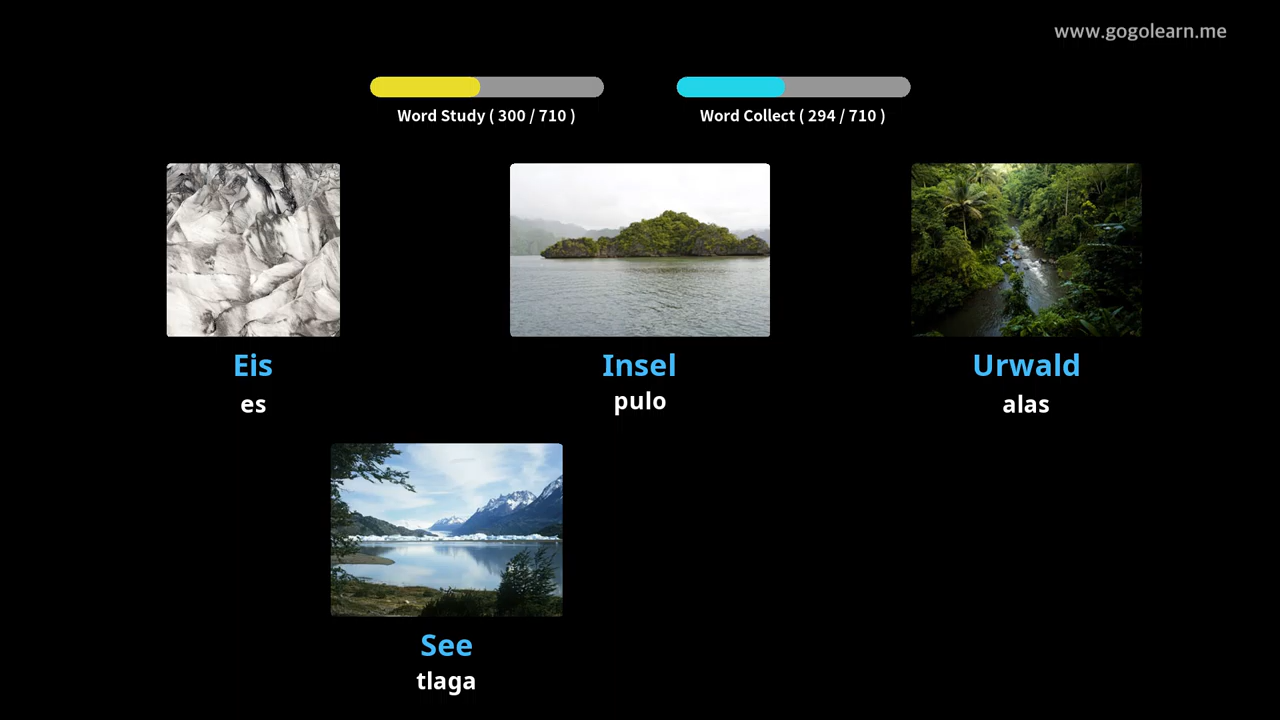 www.gogolearn.me
Word Study ( 300 / 710 )
Word Collect ( 294 / 710 )
Eis
es
Insel
pulo
Urwald
alas
See
tlaga